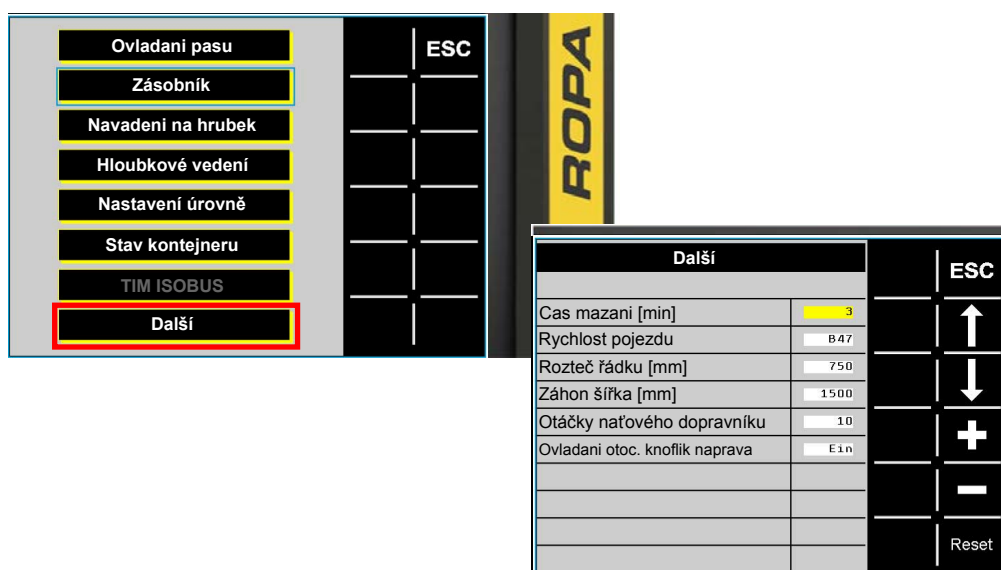 Ovladani pasu
ESC
Zásobník
Navadeni na hrubek
Hloubkové vedení
Nastavení úrovně
Stav kontejneru
TIM ISOBUS
Další
ROPA
Další
ESC
Cas mazani [min] 3
Rychlost pojezdu B47
Rozteč řádku [mm] 750
Záhon šířka [mm] 1500
Otáčky naťového dopravníku 10
Ovladani otoc. knoflik naprava Ein
Reset